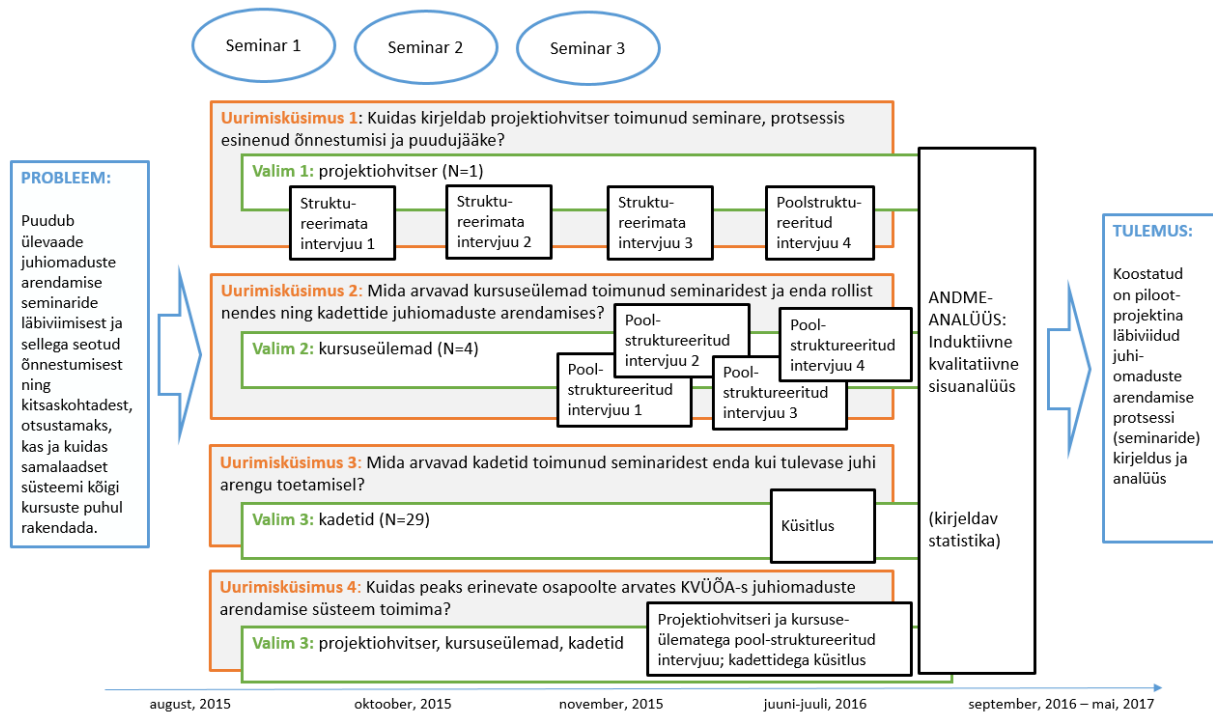 Seminar 1
Seminar 2
Seminar 3
PROBLEEM:
Puudub
ülevaade
juhiomaduste
arendamise
seminaride
läbiviimisest ja
sellega seotud
õnnestumisest
ning
kitsaskohtadest,
otsustamaks,
kas ja kuidas
samalaadset
süsteemi kõigi
kursuste puhul
rakendada.
Uurimisküsimus 1: Kuidas kirjeldab projektiohvitser toimunud seminare, protsessis
esinenud õnnestumisi ja puudujääke?
Valim 1: projektiohvitser (N=1)
Struktu-
reerimata
intervjuu 1
Struktu-
reerimata
intervjuu 2
Struktu-
reerimata
intervjuu 3
Poolstruktu-
reeritud
intervjuu 4
Uurimisküsimus 2: Mida arvavad kursuseülemad toimunud seminaridest ja enda rollist
nendes ning kadettide juhiomaduste arendamises?
Valim 2: kursuseülemad (N=4)
Pool-
struktureeritud
intervjuu 1
Pool-
struktureeritud
intervjuu 2
Pool-
struktureeritud
intervjuu 3
Pool-
struktureeritud
intervjuu 4
Uurimisküsimus 3: Mida arvavad kadetid toimunud seminaridest enda kui tulevase juhi
arengu toetamisel?
Valim 3: kadetid (N=29)
Küsitlus
Uurimisküsimus 4: Kuidas peaks erinevate osapoolte arvates KVÜÕA-s juhiomaduste
arendamise süsteem toimima?
Valim 3: projektiohvitser, kursuseülemad, kadetid
Projektiohvitseri ja kursuse-
ülematega pool-struktureeritud
intervjuu; kadettidega küsitlus
ANDME-
ANALÜÜS:
Induktiivne
kvalitatiivne
sisuanalüüs
(kirjeldav
statistika)
TULEMUS:
Koostatud
on piloot-
projektina
läbiviidud
juhi-
omaduste
arendamise
protsessi
(seminaride)
kirjeldus ja
analüüs
august, 2015
oktoober, 2015
november, 2015
juuni-juuli, 2016
september, 2016 – mai, 2017